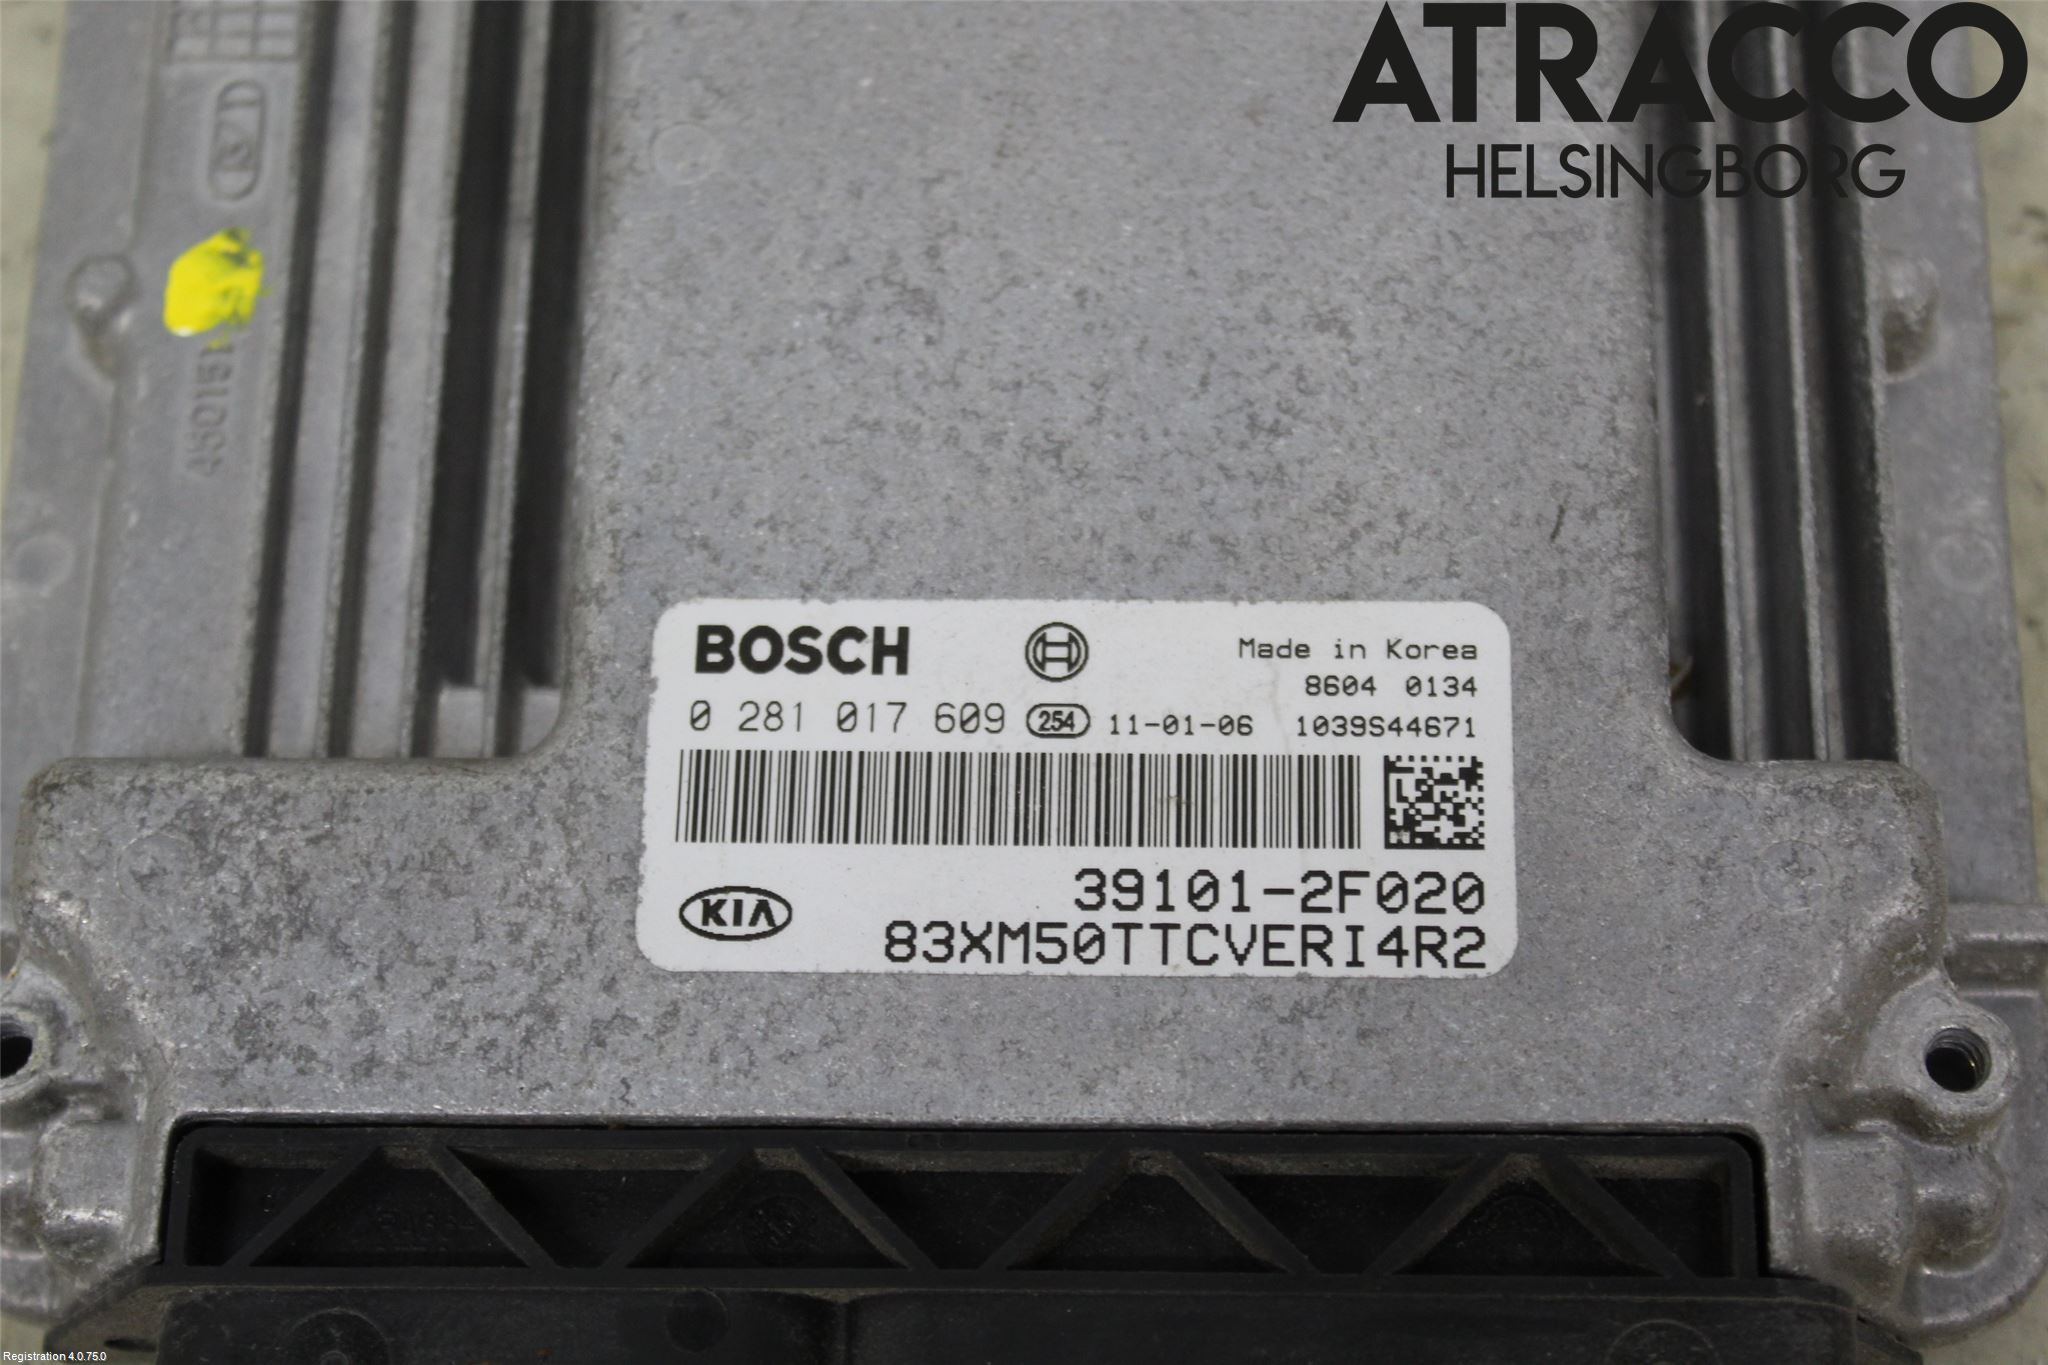 ATRACCO
HELSINGBORG
BOSCH
Made in Korea
8604 0134
0 281 017 609 254 11-01-06 1039S44671
39101-2F020
KIA
83XM50TTCVERI4R2
Registration 4.0.75.0